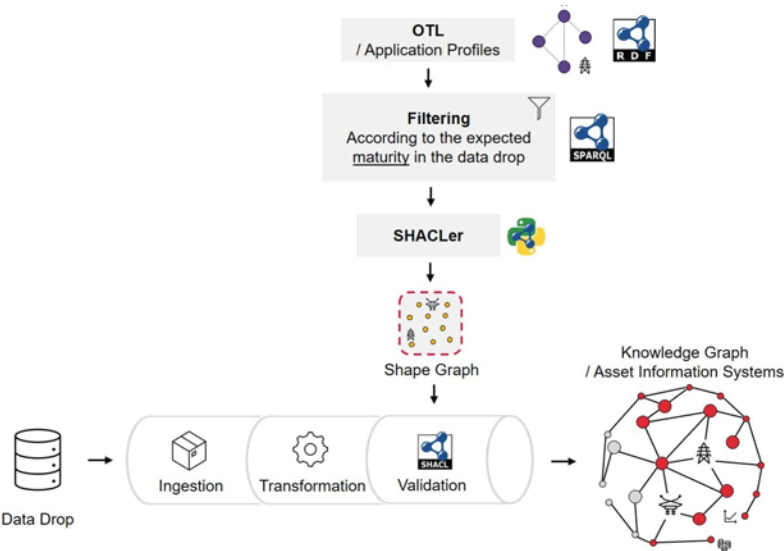 OTL
/ Application Profiles
RDF
Filtering
According to the expected
maturity in the data drop
SPARQL
SHACLer
Shape Graph
Knowledge Graph
/ Asset Information Systems
Data Drop
Ingestion
Transformation
SHACL
Validation